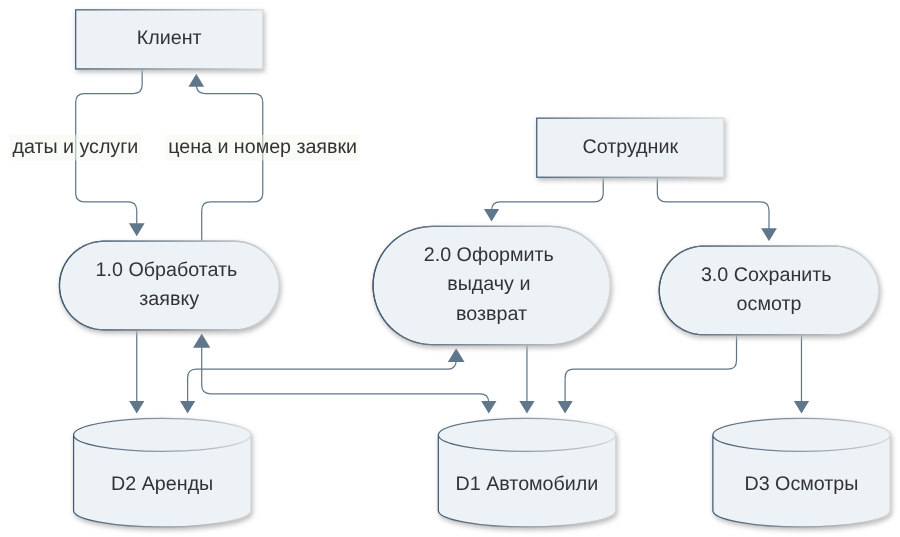 Клиент
даты и услуги
цена и номер заявки
Сотрудник
1.0 Обработать
заявку
2.0 Оформить
выдачу и
возврат
3.0 Сохранить
осмотр
D2 Аренды
D1 Автомобили
D3 Осмотры